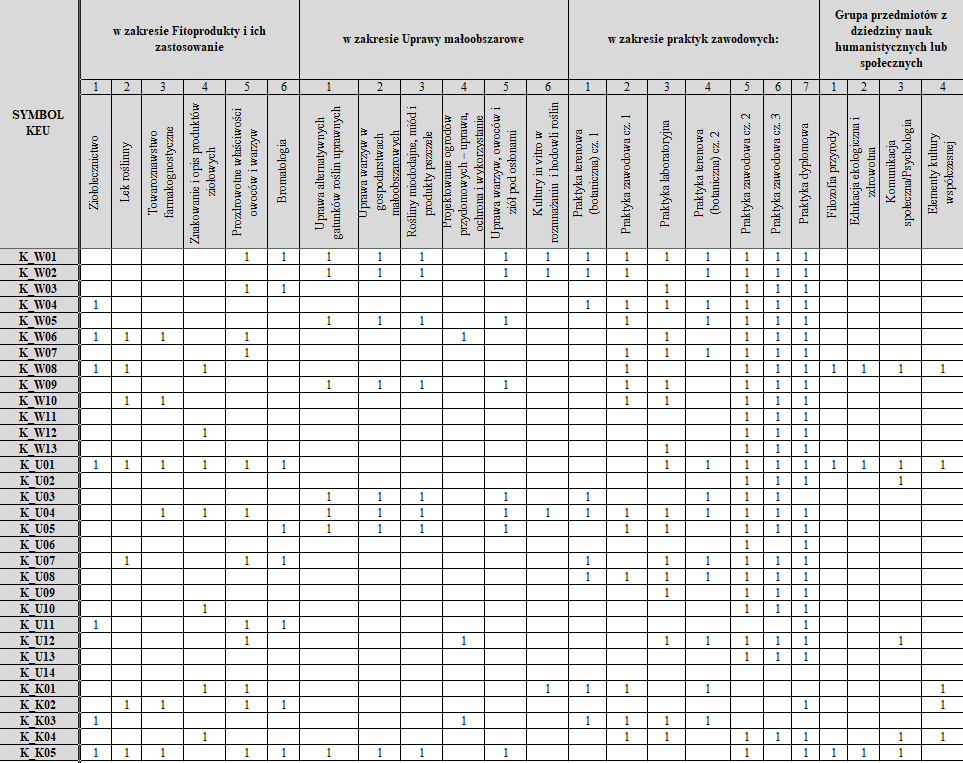 SYMBOL
KEU
w zakresie Fitoprodukty i ich
zastosowanie
w zakresie Uprawy małoobszarowe
w zakresie praktyk zawodowych:
Grupa przedmiotów z
dziedziny nauk
humanistycznych lub
społecznych
1 2 3 4 5 6 1 2 3 4 5 6 1 2 3 4 5 6 7 1 2 3 4
Ziołolecznictwo
Lek roślinny
Towaroznawstwo
farmakognostyczne
Znakowanie i opis produktów
ziołowych
Prozdrowotne właściwości
owoców i warzyw
Bromatologia
Uprawa alternatywnych
gatunków roślin uprawnych
Uprawa warzyw w
gospodarstwach
małoobszarowych
Rośliny miododajne, miód i
produkty pszczele
Projektowanie ogrodów
przydomowych – uprawa,
ochrona i wykorzystanie
Uprawa warzyw, owoców i
ziół pod osłonami
Kultury in vitro w
rozmnażaniu i hodowli roślin
Praktyka terenowa
(botaniczna) cz. 1
Praktyka zawodowa cz. 1
Praktyka laboratoryjna
Praktyka terenowa
(botaniczna) cz. 2
Praktyka zawodowa cz. 2
Praktyka zawodowa cz. 3
Praktyka dyplomowa
Filozofia przyrody
Edukacja ekologiczna i
zdrowotna
Komunikacja
społeczna/Psychologia
Elementy kultury
współczesnej
K_W01 1 1 1 1 1 1 1 1 1 1 1 1 1 1
K_W02 1 1 1 1 1 1 1 1 1 1 1
K_W03 1 1 1 1 1 1
K_W04 1 1 1 1 1 1 1 1
K_W05 1 1 1 1 1 1 1 1 1
K_W06 1 1 1 1 1 1 1 1 1
K_W07 1 1 1 1 1 1 1
K_W08 1 1 1 1 1 1 1 1 1 1 1
K_W09 1 1 1 1 1 1 1 1 1
K_W10 1 1 1 1 1 1 1
K_W11 1 1 1
K_W12 1 1 1 1
K_W13 1 1 1 1
K_U01 1 1 1 1 1 1 1 1 1 1 1 1 1 1 1
K_U02 1 1 1 1
K_U03 1 1 1 1 1 1 1 1
K_U04 1 1 1 1 1 1 1 1 1 1 1 1 1 1 1
K_U05 1 1 1 1 1 1 1 1 1 1
K_U06 1 1
K_U07 1 1 1 1 1 1 1 1 1
K_U08 1 1 1 1 1 1 1
K_U09 1 1 1 1
K_U10 1 1 1 1
K_U11 1 1 1 1
K_U12 1 1 1 1 1 1 1 1
K_U13 1 1 1
K_U14
K_K01 1 1 1 1 1 1 1
K_K02 1 1 1 1 1 1
K_K03 1 1 1 1 1 1
K_K04 1 1 1 1 1 1 1 1
K_K05 1 1 1 1 1 1 1 1 1 1 1 1 1 1